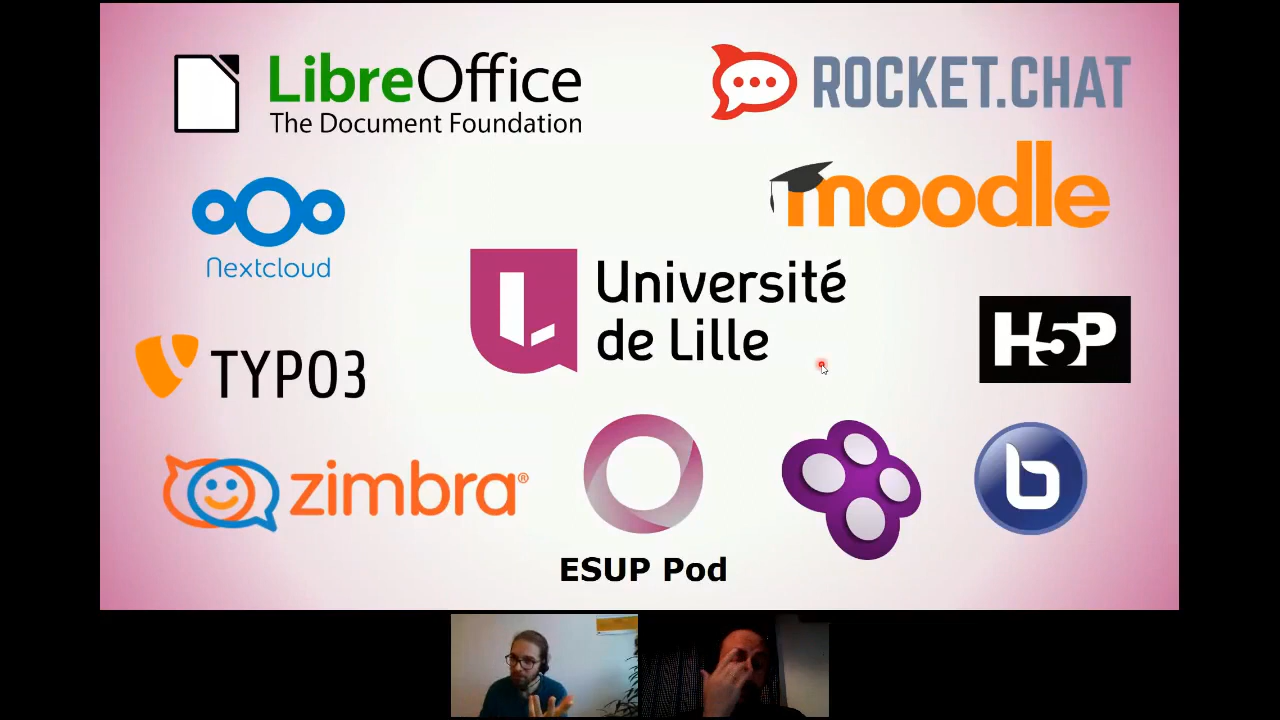 LibreOffice
The Document Foundation
ROCKET.CHAT
moodle
Nextcloud
Université
de Lille
H5P
TYPO3
zimbra®
b
ESUP Pod